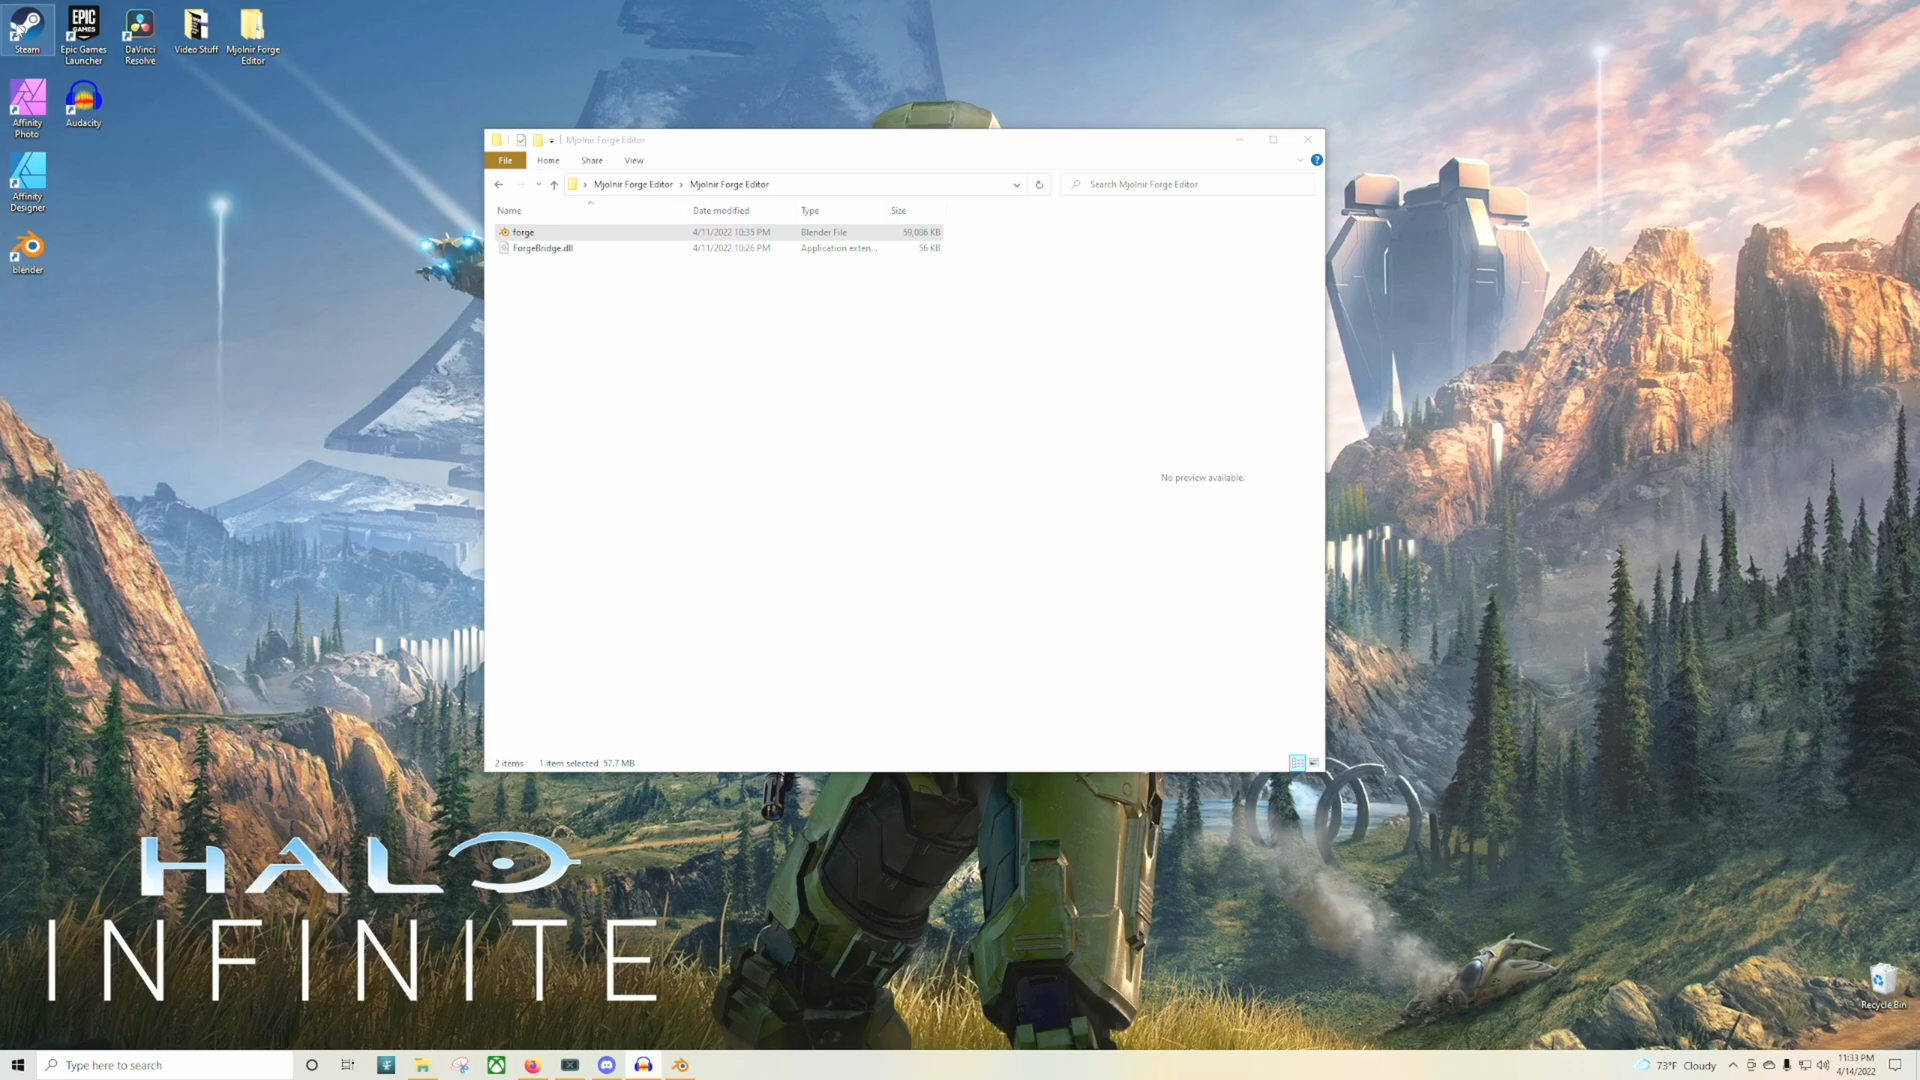 Steam
Epic Games
Launcher
DaVinci
Resolve
Video Stuff
Mjolnir Forge
Editor
EPIC
GAMES
Affinity
Photo
Audacity
Affinity
Designer
blender
Mjolnir Forge Editor
File
Home
Share
View
Mjolnir Forge Editor
Mjolnir Forge Editor
Search Mjolnir Forge Editor
Name
Date modified
Type
Size
forge
4/11/2022 10:35 PM
Blender File
59,086 KB
ForgeBridge.dll
4/11/2022 10:26 PM
Application exten...
56 KB
No preview available.
2 items
1 item selected 57.7 MB
HALO
INFINITE
Recycle Bin
Type here to search
73°F Cloudy
11:33 PM
4/14/2022